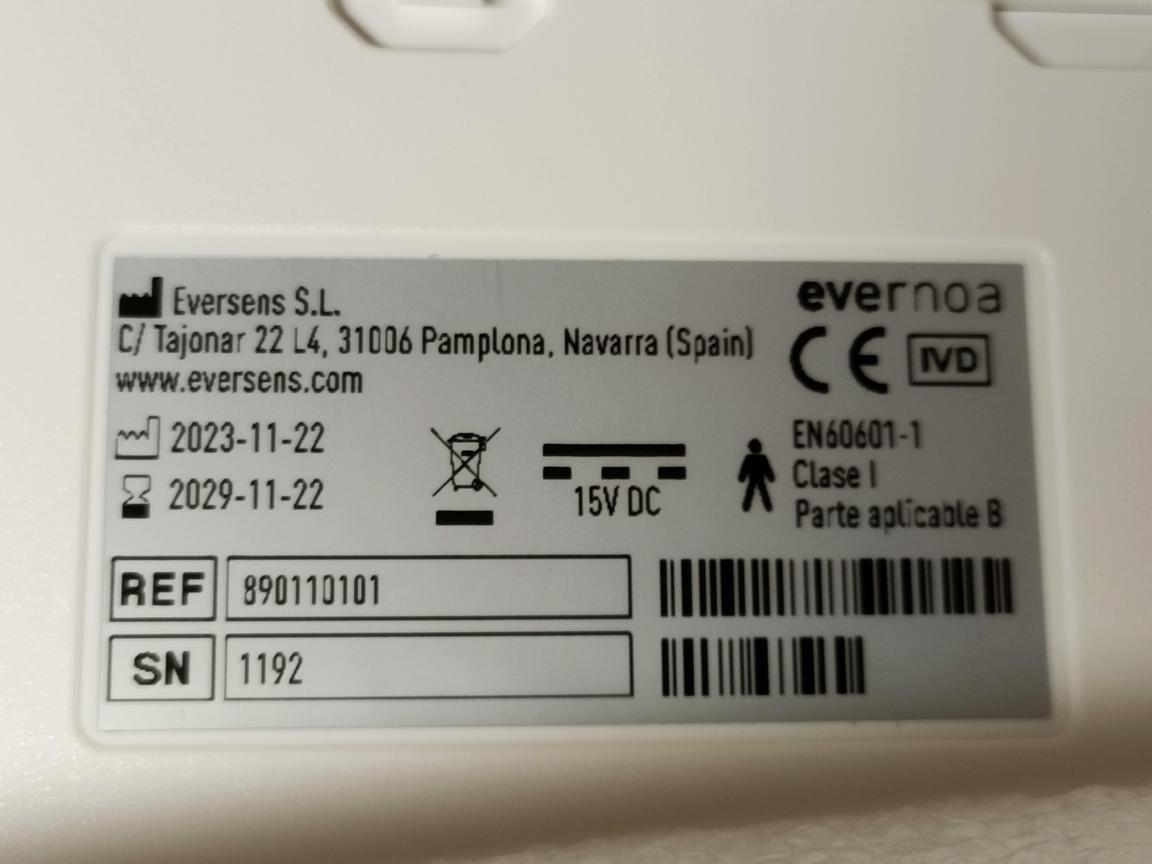 Eversens S.L.
evernoa
C/ Tajonar 22 L4, 31006 Pamplona, Navarra (Spain)
CE IVD
www.eversens.com
2023-11-22
2029-11-22
15V DC
EN60601-1
Clase I
Parte aplicable B
REF 890110101
SN 1192